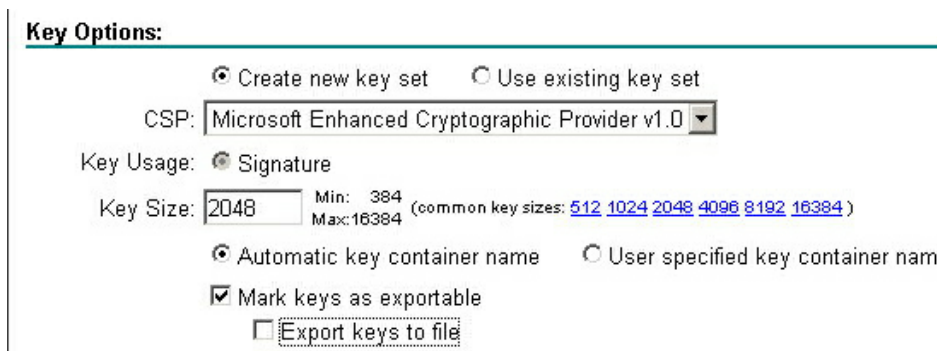 Key Options:
Create new key set Use existing key set
CSP: Microsoft Enhanced Cryptographic Provider v1.0
Key Usage: Signature
Key Size: 2048 Min: 384 Max:16384 (common key sizes: 512 1024 2048 4096 8192 16384 )
Automatic key container name User specified key container nam
Mark keys as exportable
Export keys to file